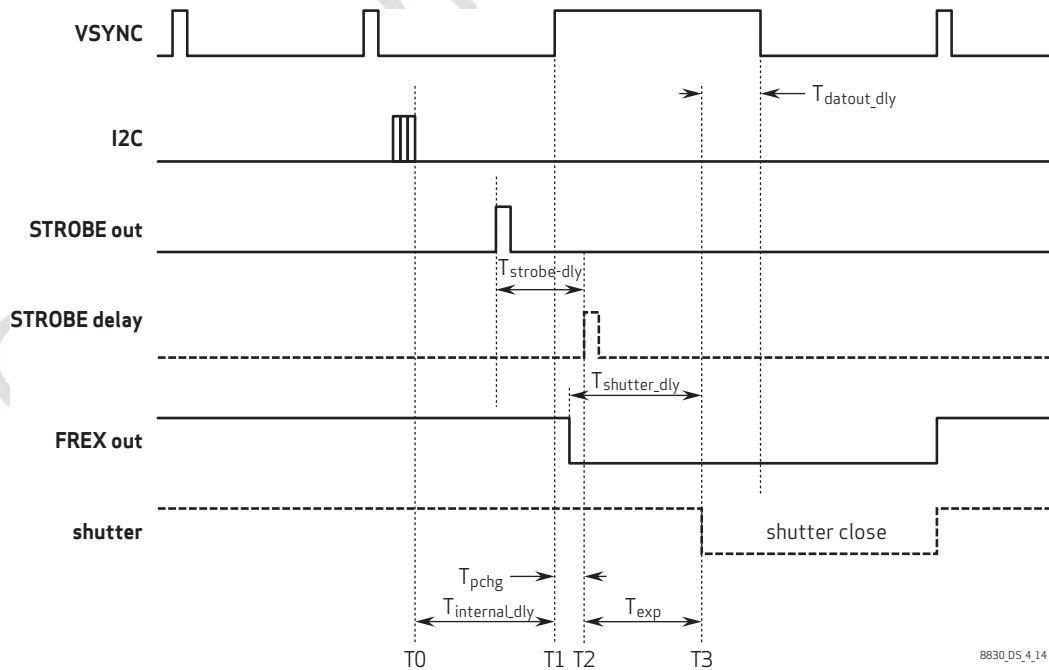 VSYNC
T_datout_dly
I2C
STROBE out
T_strobe-dly
STROBE delay
T_shutter_dly
FREX out
shutter
shutter close
T_pchg
T_internal_dly
T_exp
T0 T1 T2 T3
8830_DS_4_14